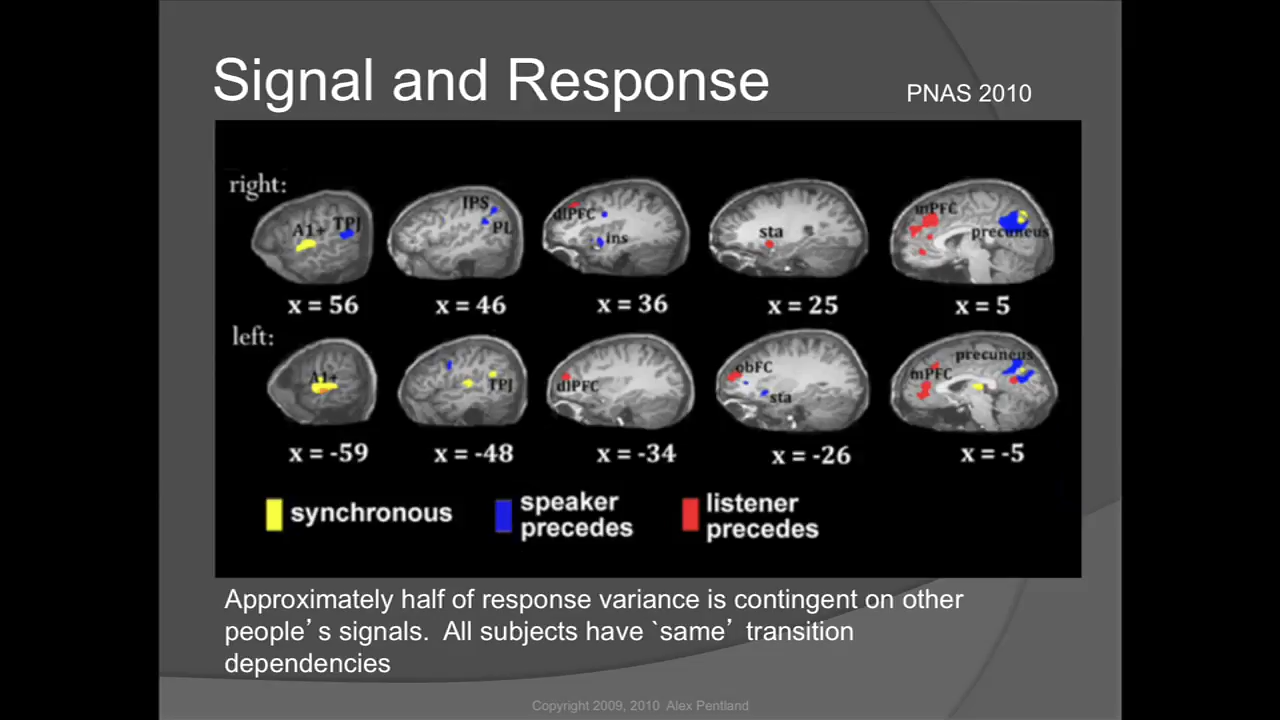 Signal and Response
PNAS 2010
right:
A1+ TPJ
IPS
PL
dlPFC
ins
sta
mPFC
precuneus
x = 56
x = 46
x = 36
x = 25
x = 5
left:
A1+
TPJ
dlPFC
obFC
sta
precuneus
mPFC
x = -59
x = -48
x = -34
x = -26
x = -5
synchronous
speaker
precedes
listener
precedes
Approximately half of response variance is contingent on other
people’s signals.  All subjects have `same’ transition
dependencies
Copyright 2009, 2010  Alex Pentland